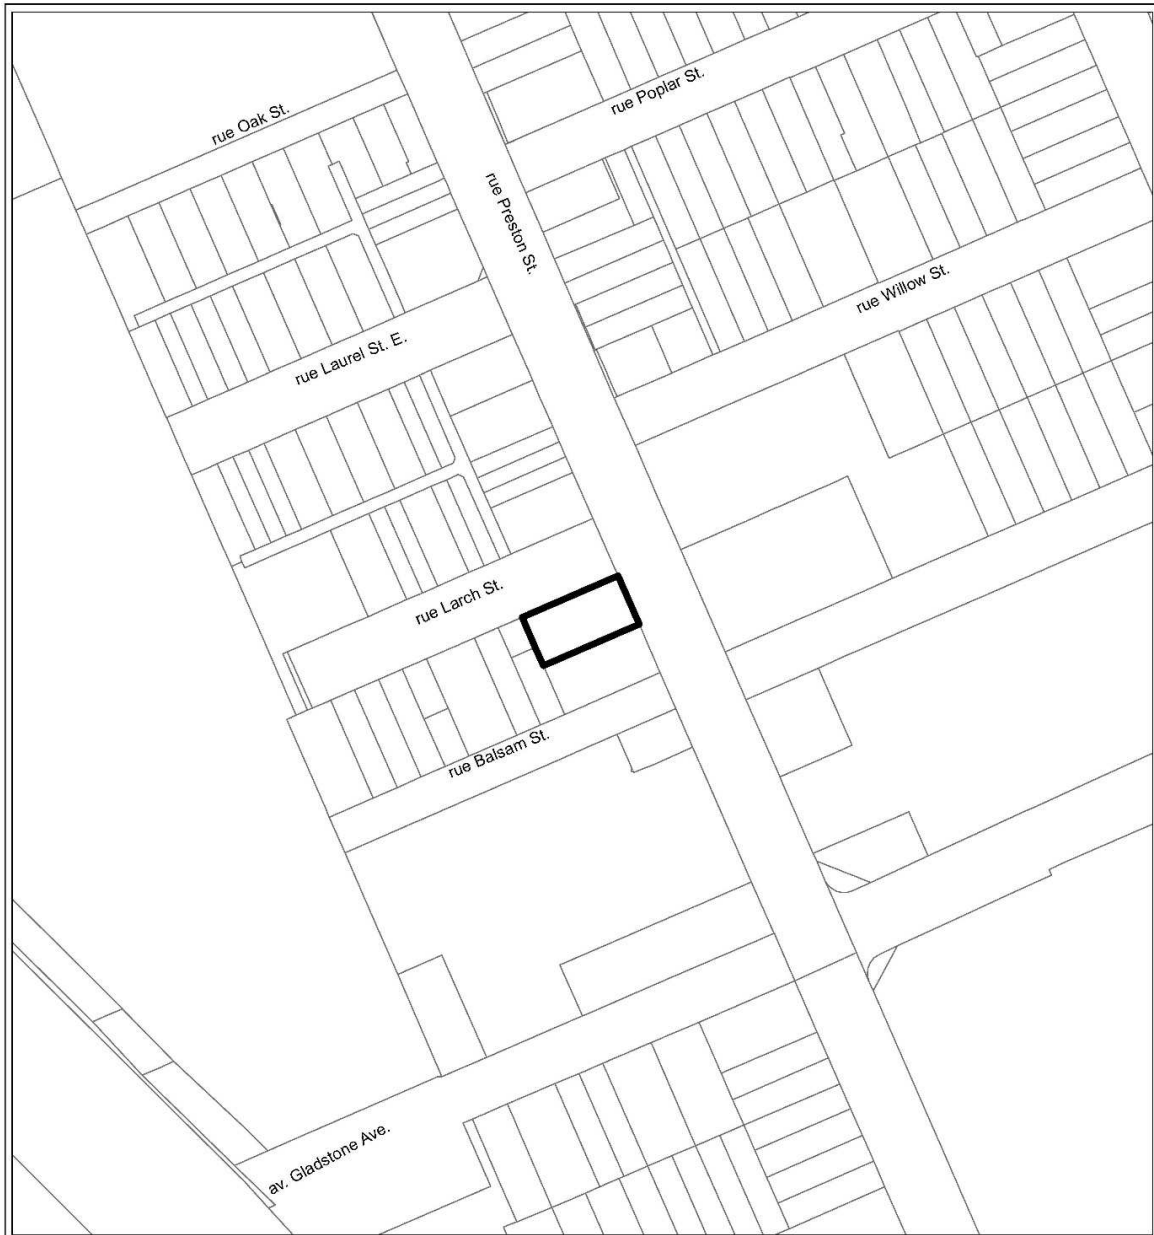 rue Oak St.
rue Poplar St.
rue Preston St.
rue Willow St.
rue Laurel St. E.
rue Larch St.
rue Balsam St.
av. Gladstone Ave.